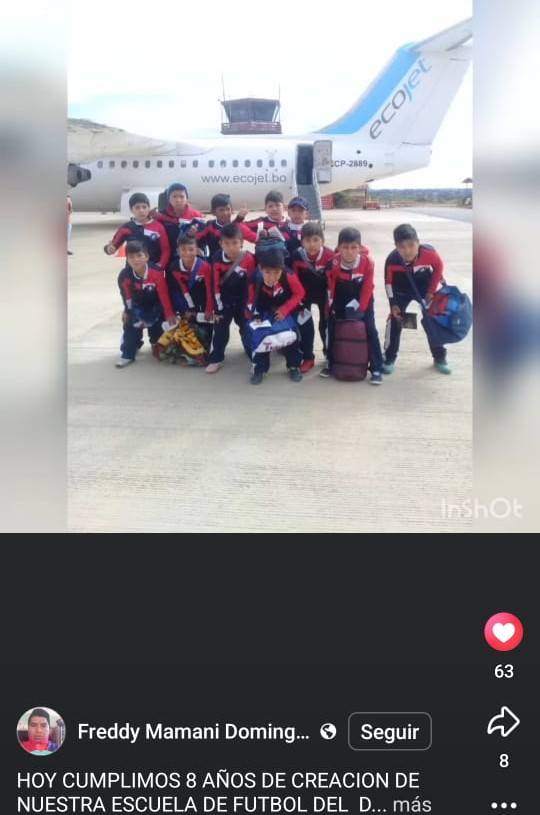 ecojet
CP-2889
www.ecojet.bo
InShOt
63
Freddy Mamani Doming...
Seguir
8
HOY CUMPLIMOS 8 AÑOS DE CREACION DE
NUESTRA ESCUELA DE FUTBOL DEL D... más